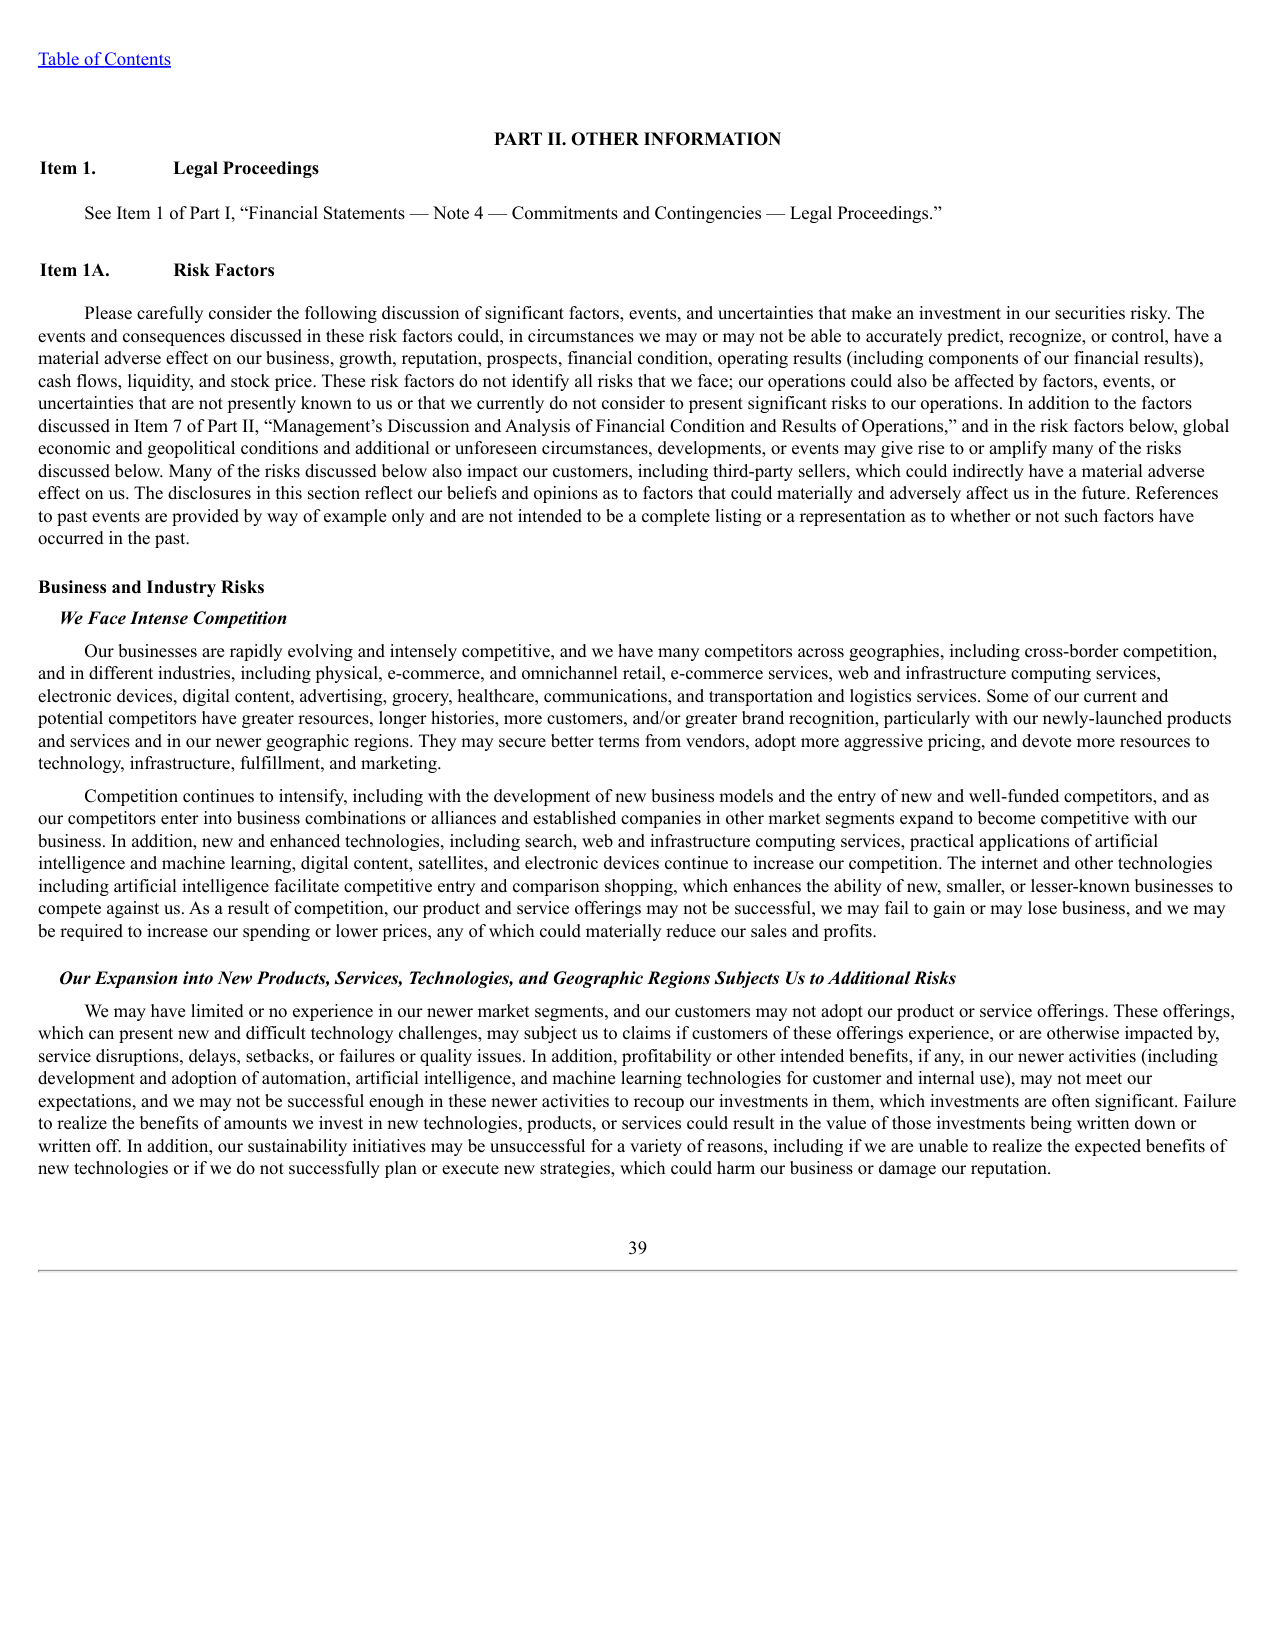 Table of Contents
PART II. OTHER INFORMATION
Item 1. Legal Proceedings
See Item 1 of Part I, “Financial Statements — Note 4 — Commitments and Contingencies — Legal Proceedings.”
Item 1A. Risk Factors
Please carefully consider the following discussion of significant factors, events, and uncertainties that make an investment in our securities risky. The
events and consequences discussed in these risk factors could, in circumstances we may or may not be able to accurately predict, recognize, or control, have a
material adverse effect on our business, growth, reputation, prospects, financial condition, operating results (including components of our financial results),
cash flows, liquidity, and stock price. These risk factors do not identify all risks that we face; our operations could also be affected by factors, events, or
uncertainties that are not presently known to us or that we currently do not consider to present significant risks to our operations. In addition to the factors
discussed in Item 7 of Part II, “Management’s Discussion and Analysis of Financial Condition and Results of Operations,” and in the risk factors below, global
economic and geopolitical conditions and additional or unforeseen circumstances, developments, or events may give rise to or amplify many of the risks
discussed below. Many of the risks discussed below also impact our customers, including third-party sellers, which could indirectly have a material adverse
effect on us. The disclosures in this section reflect our beliefs and opinions as to factors that could materially and adversely affect us in the future. References
to past events are provided by way of example only and are not intended to be a complete listing or a representation as to whether or not such factors have
occurred in the past.
Business and Industry Risks
We Face Intense Competition
Our businesses are rapidly evolving and intensely competitive, and we have many competitors across geographies, including cross-border competition,
and in different industries, including physical, e-commerce, and omnichannel retail, e-commerce services, web and infrastructure computing services,
electronic devices, digital content, advertising, grocery, healthcare, communications, and transportation and logistics services. Some of our current and
potential competitors have greater resources, longer histories, more customers, and/or greater brand recognition, particularly with our newly-launched products
and services and in our newer geographic regions. They may secure better terms from vendors, adopt more aggressive pricing, and devote more resources to
technology, infrastructure, fulfillment, and marketing.
Competition continues to intensify, including with the development of new business models and the entry of new and well-funded competitors, and as
our competitors enter into business combinations or alliances and established companies in other market segments expand to become competitive with our
business. In addition, new and enhanced technologies, including search, web and infrastructure computing services, practical applications of artificial
intelligence and machine learning, digital content, satellites, and electronic devices continue to increase our competition. The internet and other technologies
including artificial intelligence facilitate competitive entry and comparison shopping, which enhances the ability of new, smaller, or lesser-known businesses to
compete against us. As a result of competition, our product and service offerings may not be successful, we may fail to gain or may lose business, and we may
be required to increase our spending or lower prices, any of which could materially reduce our sales and profits.
Our Expansion into New Products, Services, Technologies, and Geographic Regions Subjects Us to Additional Risks
We may have limited or no experience in our newer market segments, and our customers may not adopt our product or service offerings. These offerings,
which can present new and difficult technology challenges, may subject us to claims if customers of these offerings experience, or are otherwise impacted by,
service disruptions, delays, setbacks, or failures or quality issues. In addition, profitability or other intended benefits, if any, in our newer activities (including
development and adoption of automation, artificial intelligence, and machine learning technologies for customer and internal use), may not meet our
expectations, and we may not be successful enough in these newer activities to recoup our investments in them, which investments are often significant. Failure
to realize the benefits of amounts we invest in new technologies, products, or services could result in the value of those investments being written down or
written off. In addition, our sustainability initiatives may be unsuccessful for a variety of reasons, including if we are unable to realize the expected benefits of
new technologies or if we do not successfully plan or execute new strategies, which could harm our business or damage our reputation.
39